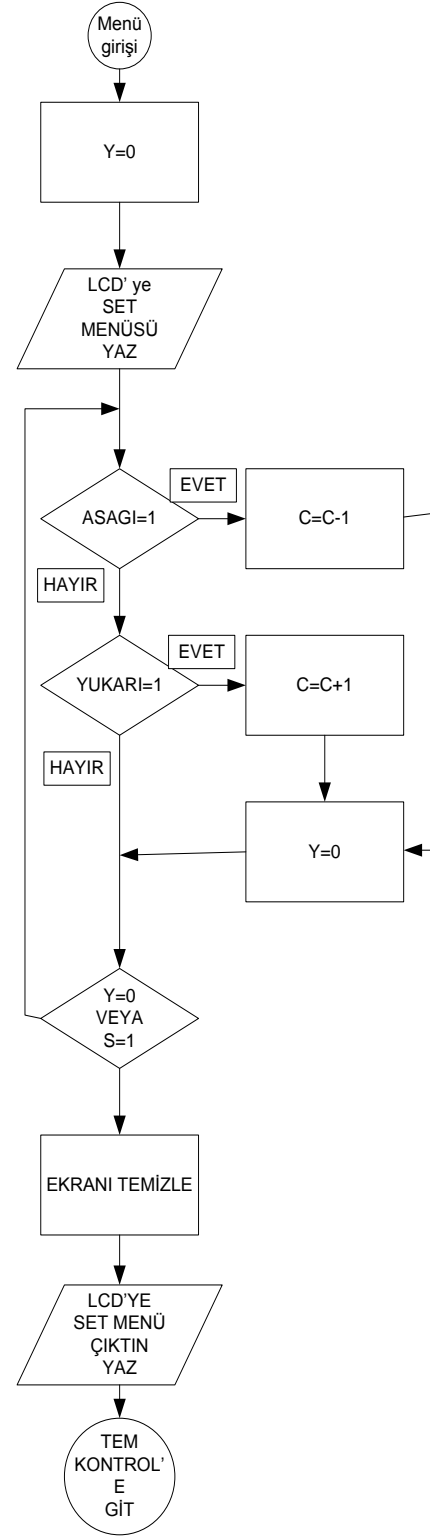 Menü
girişi
Y=0
LCD' ye
SET
MENÜSÜ
YAZ
EVET
ASAGI=1
C=C-1
HAYIR
EVET
YUKARI=1
C=C+1
HAYIR
Y=0
Y=0
VEYA
S=1
EKRANI TEMİZLE
LCD'YE
SET MENÜ
ÇIKTIN
YAZ
TEM
KONTROL'
E
GİT